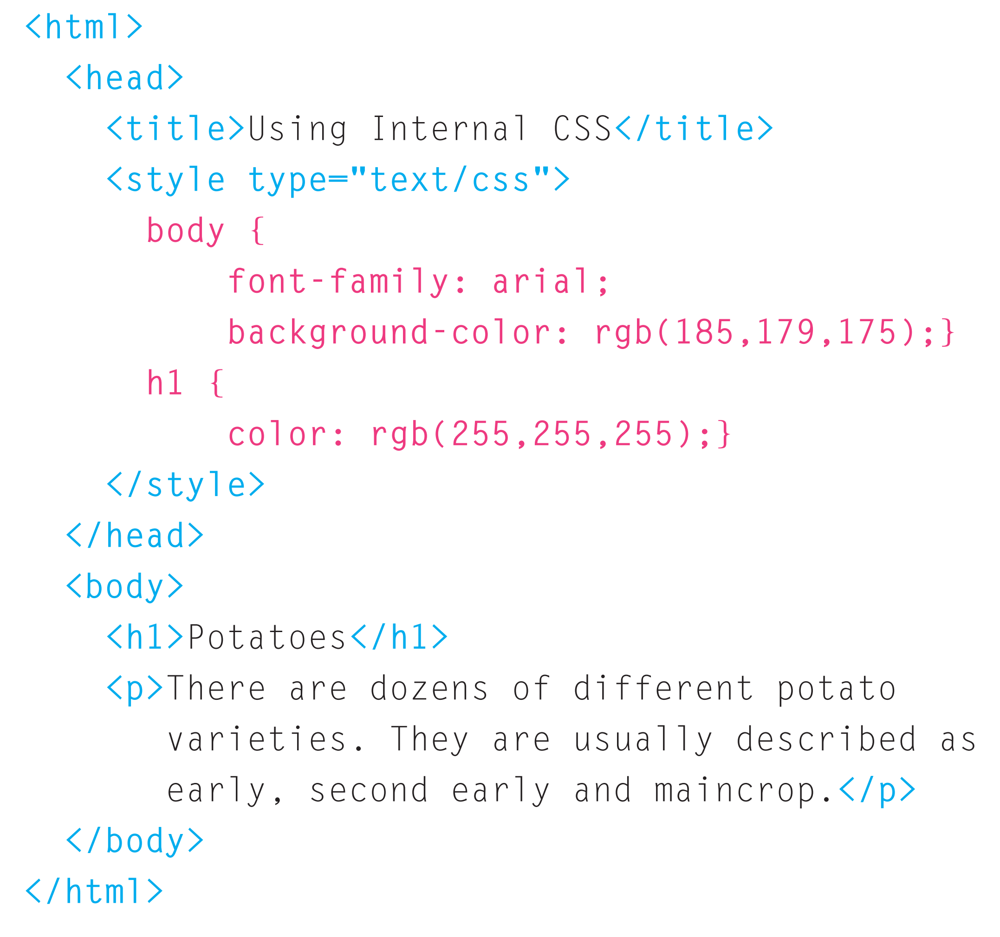 <html>
  <head>
    <title>Using Internal CSS</title>
    <style type="text/css">
      body {
          font-family: arial;
          background-color: rgb(185,179,175);}
      h1 {
          color: rgb(255,255,255);}
    </style>
  </head>
  <body>
    <h1>Potatoes</h1>
    <p>There are dozens of different potato
       varieties. They are usually described as
       early, second early and maincrop.</p>
  </body>
</html>